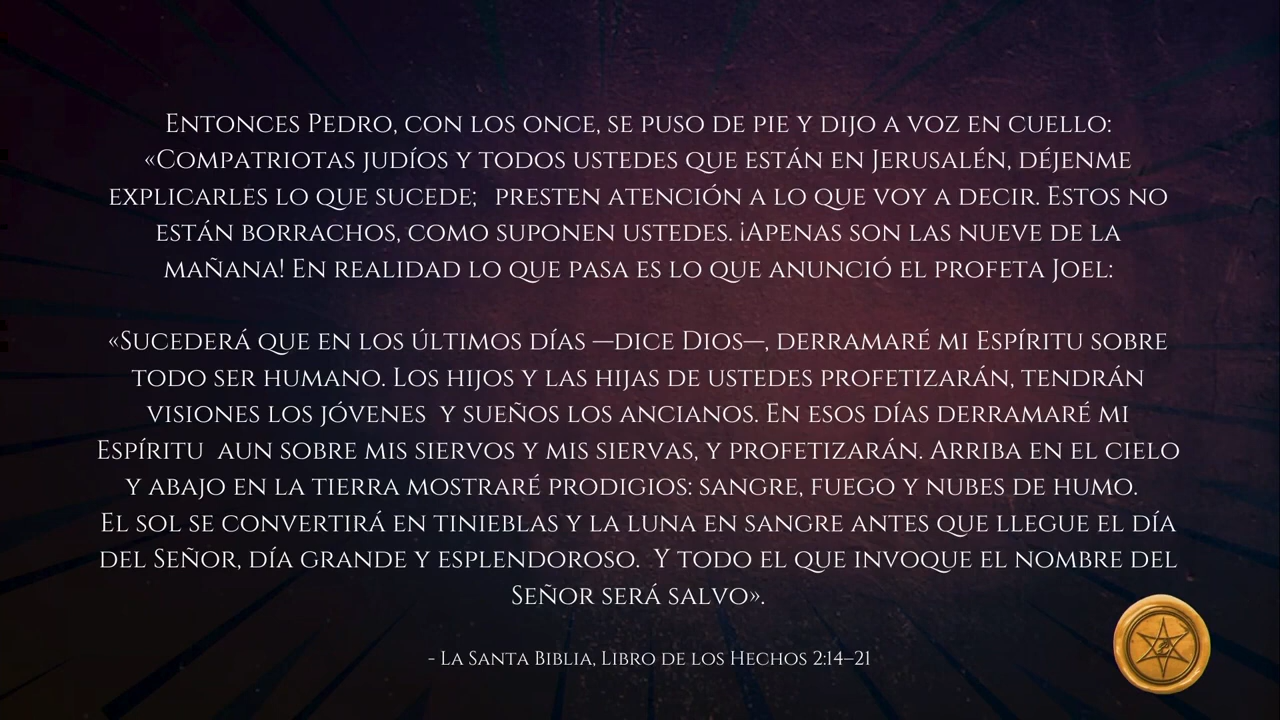 Entonces Pedro, con los once, se puso de pie y dijo a voz en cuello:
«Compatriotas judíos y todos ustedes que están en Jerusalén, déjenme
explicarles lo que sucede; presten atención a lo que voy a decir. Estos no
están borrachos, como suponen ustedes. ¡Apenas son las nueve de la
mañana! En realidad lo que pasa es lo que anunció el profeta Joel:
«Sucederá que en los últimos días —dice Dios—, derramaré mi Espíritu sobre
todo ser humano. Los hijos y las hijas de ustedes profetizarán, tendrán
visiones los jóvenes y sueños los ancianos. En esos días derramaré mi
Espíritu aun sobre mis siervos y mis siervas, y profetizarán. Arriba en el cielo
y abajo en la tierra mostraré prodigios: sangre, fuego y nubes de humo.
El sol se convertirá en tinieblas y la luna en sangre antes que llegue el día
del Señor, día grande y esplendoroso. Y todo el que invoque el nombre del
Señor será salvo».
- La Santa Biblia, Libro de los Hechos 2:14–21